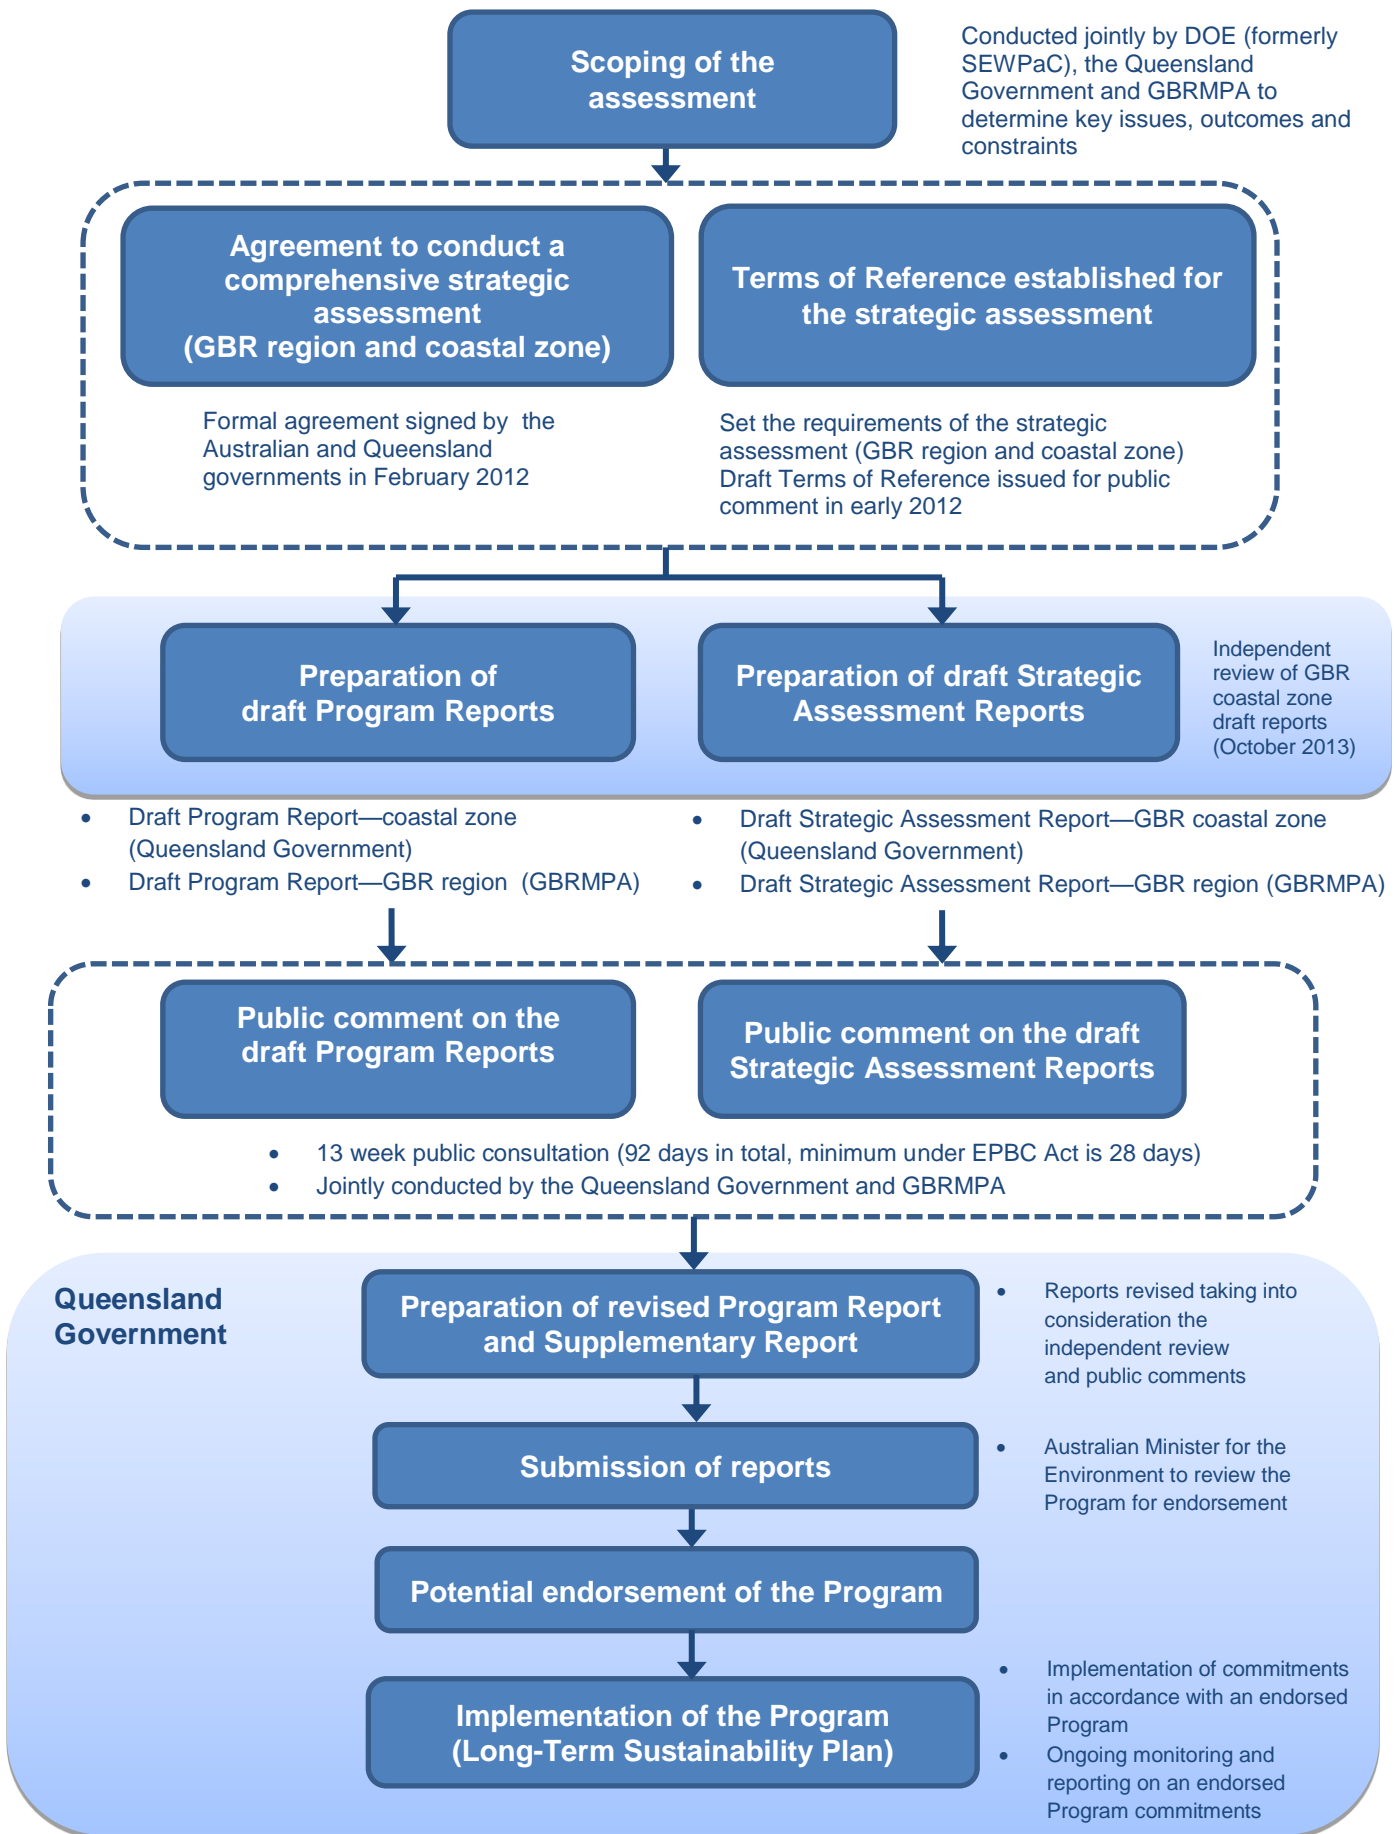 Scoping of the
assessment
Conducted jointly by DOE (formerly
SEWPaC), the Queensland
Government and GBRMPA to
determine key issues, outcomes and
constraints
Agreement to conduct a
comprehensive strategic
assessment
(GBR region and coastal zone)
Terms of Reference established for
the strategic assessment
Formal agreement signed by the
Australian and Queensland
governments in February 2012
Set the requirements of the strategic
assessment (GBR region and coastal zone)
Draft Terms of Reference issued for public
comment in early 2012
Preparation of
draft Program Reports
Preparation of draft Strategic
Assessment Reports
Independent
review of GBR
coastal zone
draft reports
(October 2013)
• Draft Program Report—coastal zone
(Queensland Government)
• Draft Program Report—GBR region (GBRMPA)
• Draft Strategic Assessment Report—GBR coastal zone
(Queensland Government)
• Draft Strategic Assessment Report—GBR region (GBRMPA)
Public comment on the
draft Program Reports
Public comment on the draft
Strategic Assessment Reports
• 13 week public consultation (92 days in total, minimum under EPBC Act is 28 days)
• Jointly conducted by the Queensland Government and GBRMPA
Queensland
Government
Preparation of revised Program Report
and Supplementary Report
• Reports revised taking into
consideration the
independent review
and public comments
Submission of reports
• Australian Minister for the
Environment to review the
Program for endorsement
Potential endorsement of the Program
Implementation of the Program
(Long-Term Sustainability Plan)
• Implementation of commitments
in accordance with an endorsed
Program
• Ongoing monitoring and
reporting on an endorsed
Program commitments